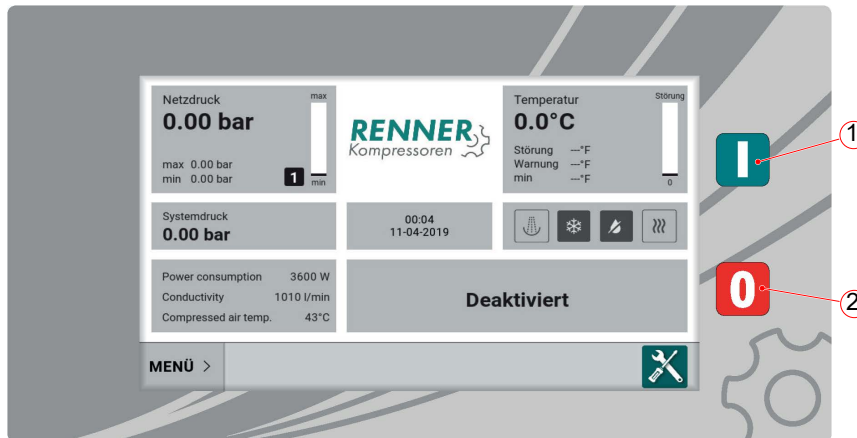 Netzdruck
max
0.00 bar
max 0.00 bar
min 0.00 bar
1
min
RENNER
Kompressoren
Temperatur
Störung
0.0°C
Störung ---°F
Warnung ---°F
min ---°F
0
I
1
Systemdruck
0.00 bar
00:04
11-04-2019
Power consumption 3600 W
Conductivity 1010 l/min
Compressed air temp. 43°C
Deaktiviert
0
2
MENÜ >